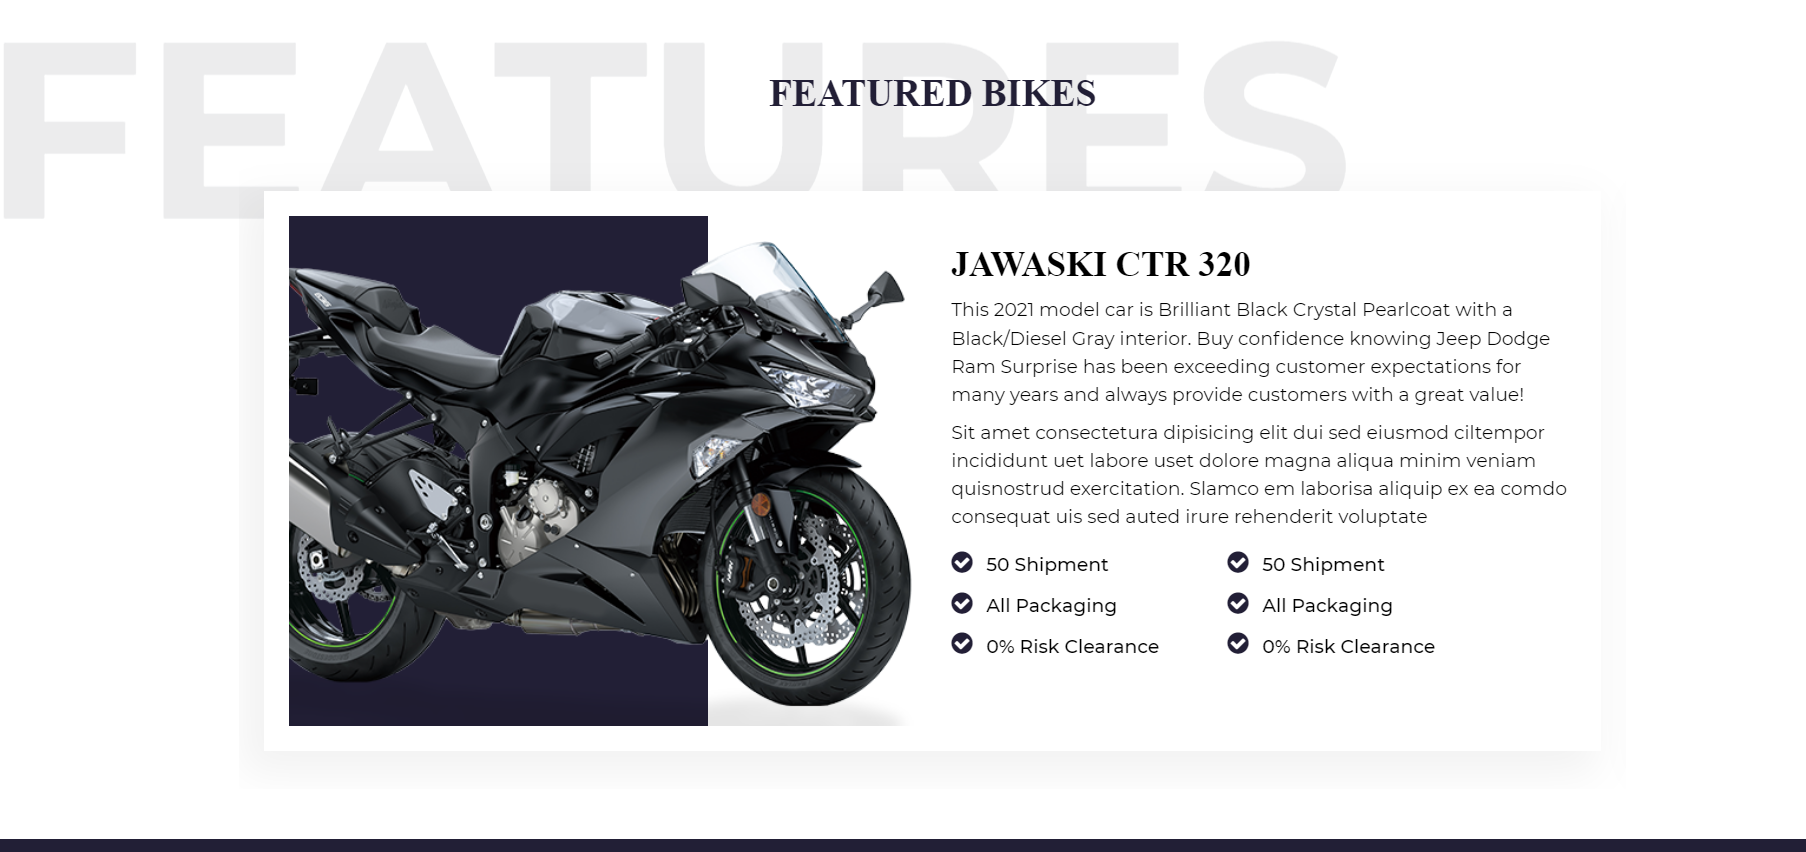 FEATURES
FEATURED BIKES
JAWASKI CTR 320
This 2021 model car is Brilliant Black Crystal Pearlcoat with a
Black/Diesel Gray interior. Buy confidence knowing Jeep Dodge
Ram Surprise has been exceeding customer expectations for
many years and always provide customers with a great value!
Sit amet consectetura dipisicing elit dui sed eiusmod ciltempor
incididunt uet labore uset dolore magna aliqua minim veniam
quisnostrud exercitation. Slamco em laborisa aliquip ex ea comdo
consequat uis sed auted irure rehenderit voluptate
50 Shipment
50 Shipment
All Packaging
All Packaging
0% Risk Clearance
0% Risk Clearance